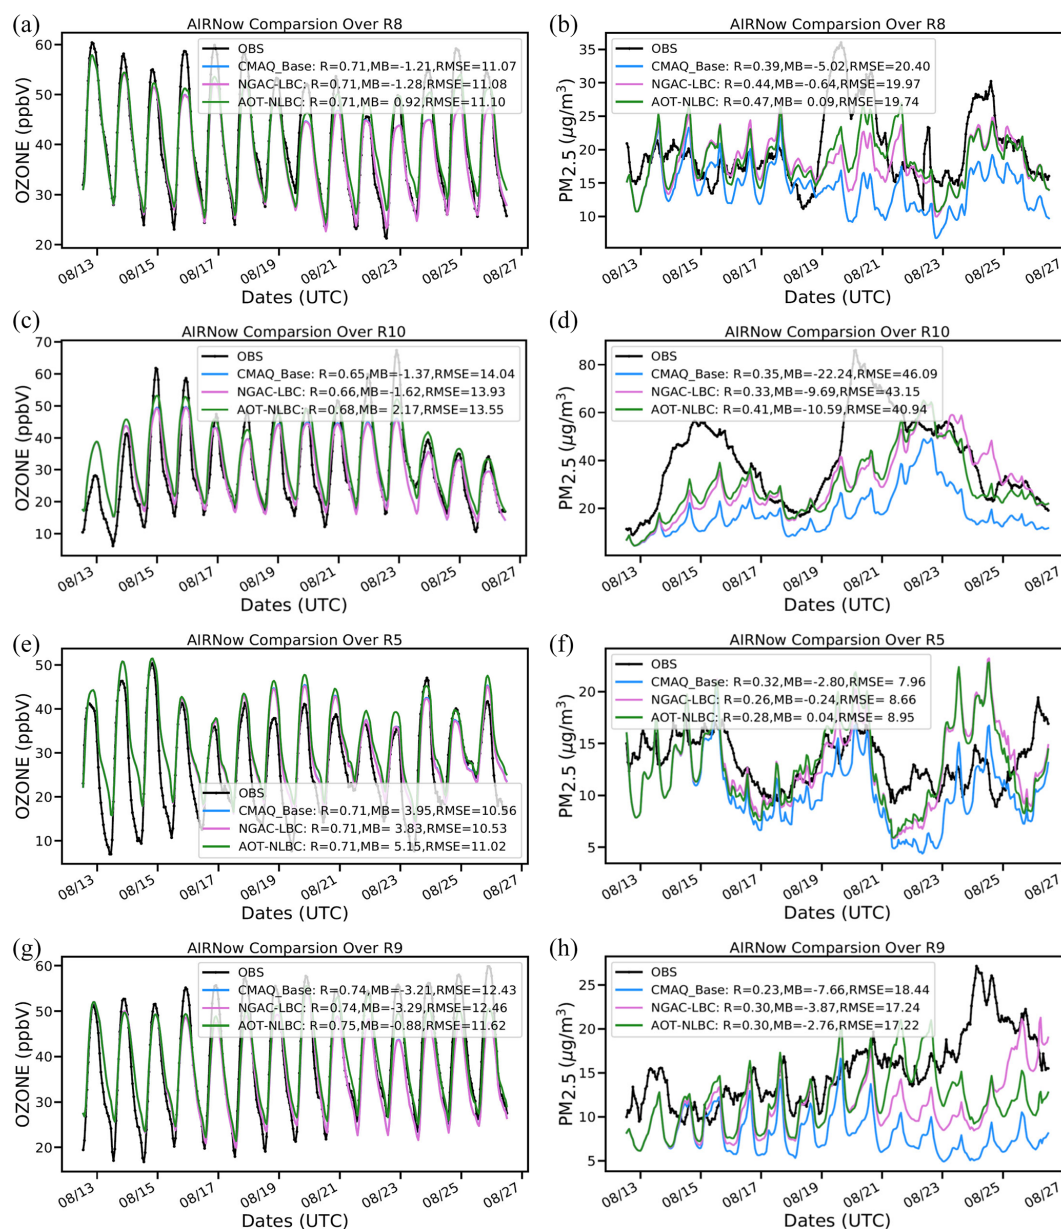 (a)
AIRNow Comparsion Over R8
OZONE (ppbV)
60
50
40
30
20
OBS
CMAQ_Base: R=0.71,MB=-1.21,RMSE=11.07
NGAC-LBC: R=0.71,MB=-1.28,RMSE=11.08
AOT-NLBC: R=0.71,MB= 0.92,RMSE=11.10
08/13
08/15
08/17
08/19
08/21
08/23
08/25
08/27
Dates (UTC)
(b)
AIRNow Comparsion Over R8
PM2.5 (μg/m³)
35
30
25
20
15
10
OBS
CMAQ_Base: R=0.39,MB=-5.02,RMSE=20.40
NGAC-LBC: R=0.44,MB=-0.64,RMSE=19.97
AOT-NLBC: R=0.47,MB= 0.09,RMSE=19.74
08/13
08/15
08/17
08/19
08/21
08/23
08/25
08/27
Dates (UTC)
(c)
AIRNow Comparsion Over R10
OZONE (ppbV)
70
60
50
40
30
20
10
OBS
CMAQ_Base: R=0.65,MB=-1.37,RMSE=14.04
NGAC-LBC: R=0.66,MB=-1.62,RMSE=13.93
AOT-NLBC: R=0.68,MB= 2.17,RMSE=13.55
08/13
08/15
08/17
08/19
08/21
08/23
08/25
08/27
Dates (UTC)
(d)
AIRNow Comparsion Over R10
PM2.5 (μg/m³)
80
60
40
20
OBS
CMAQ_Base: R=0.35,MB=-22.24,RMSE=46.09
NGAC-LBC: R=0.33,MB=-9.69,RMSE=43.15
AOT-NLBC: R=0.41,MB=-10.59,RMSE=40.94
08/13
08/15
08/17
08/19
08/21
08/23
08/25
08/27
Dates (UTC)
(e)
AIRNow Comparsion Over R5
OZONE (ppbV)
50
40
30
20
10
OBS
CMAQ_Base: R=0.71,MB= 3.95,RMSE=10.56
NGAC-LBC: R=0.71,MB= 3.83,RMSE=10.53
AOT-NLBC: R=0.71,MB= 5.15,RMSE=11.02
08/13
08/15
08/17
08/19
08/21
08/23
08/25
08/27
Dates (UTC)
(f)
AIRNow Comparsion Over R5
PM2.5 (μg/m³)
20
15
10
5
OBS
CMAQ_Base: R=0.32,MB=-2.80,RMSE= 7.96
NGAC-LBC: R=0.26,MB=-0.24,RMSE= 8.66
AOT-NLBC: R=0.28,MB= 0.04,RMSE= 8.95
08/13
08/15
08/17
08/19
08/21
08/23
08/25
08/27
Dates (UTC)
(g)
AIRNow Comparsion Over R9
OZONE (ppbV)
60
50
40
30
20
OBS
CMAQ_Base: R=0.74,MB=-3.21,RMSE=12.43
NGAC-LBC: R=0.74,MB=-3.29,RMSE=12.46
AOT-NLBC: R=0.75,MB=-0.88,RMSE=11.62
08/13
08/15
08/17
08/19
08/21
08/23
08/25
08/27
Dates (UTC)
(h)
AIRNow Comparsion Over R9
PM2.5 (μg/m³)
25
20
15
10
5
OBS
CMAQ_Base: R=0.23,MB=-7.66,RMSE=18.44
NGAC-LBC: R=0.30,MB=-3.87,RMSE=17.24
AOT-NLBC: R=0.30,MB=-2.76,RMSE=17.22
08/13
08/15
08/17
08/19
08/21
08/23
08/25
08/27
Dates (UTC)